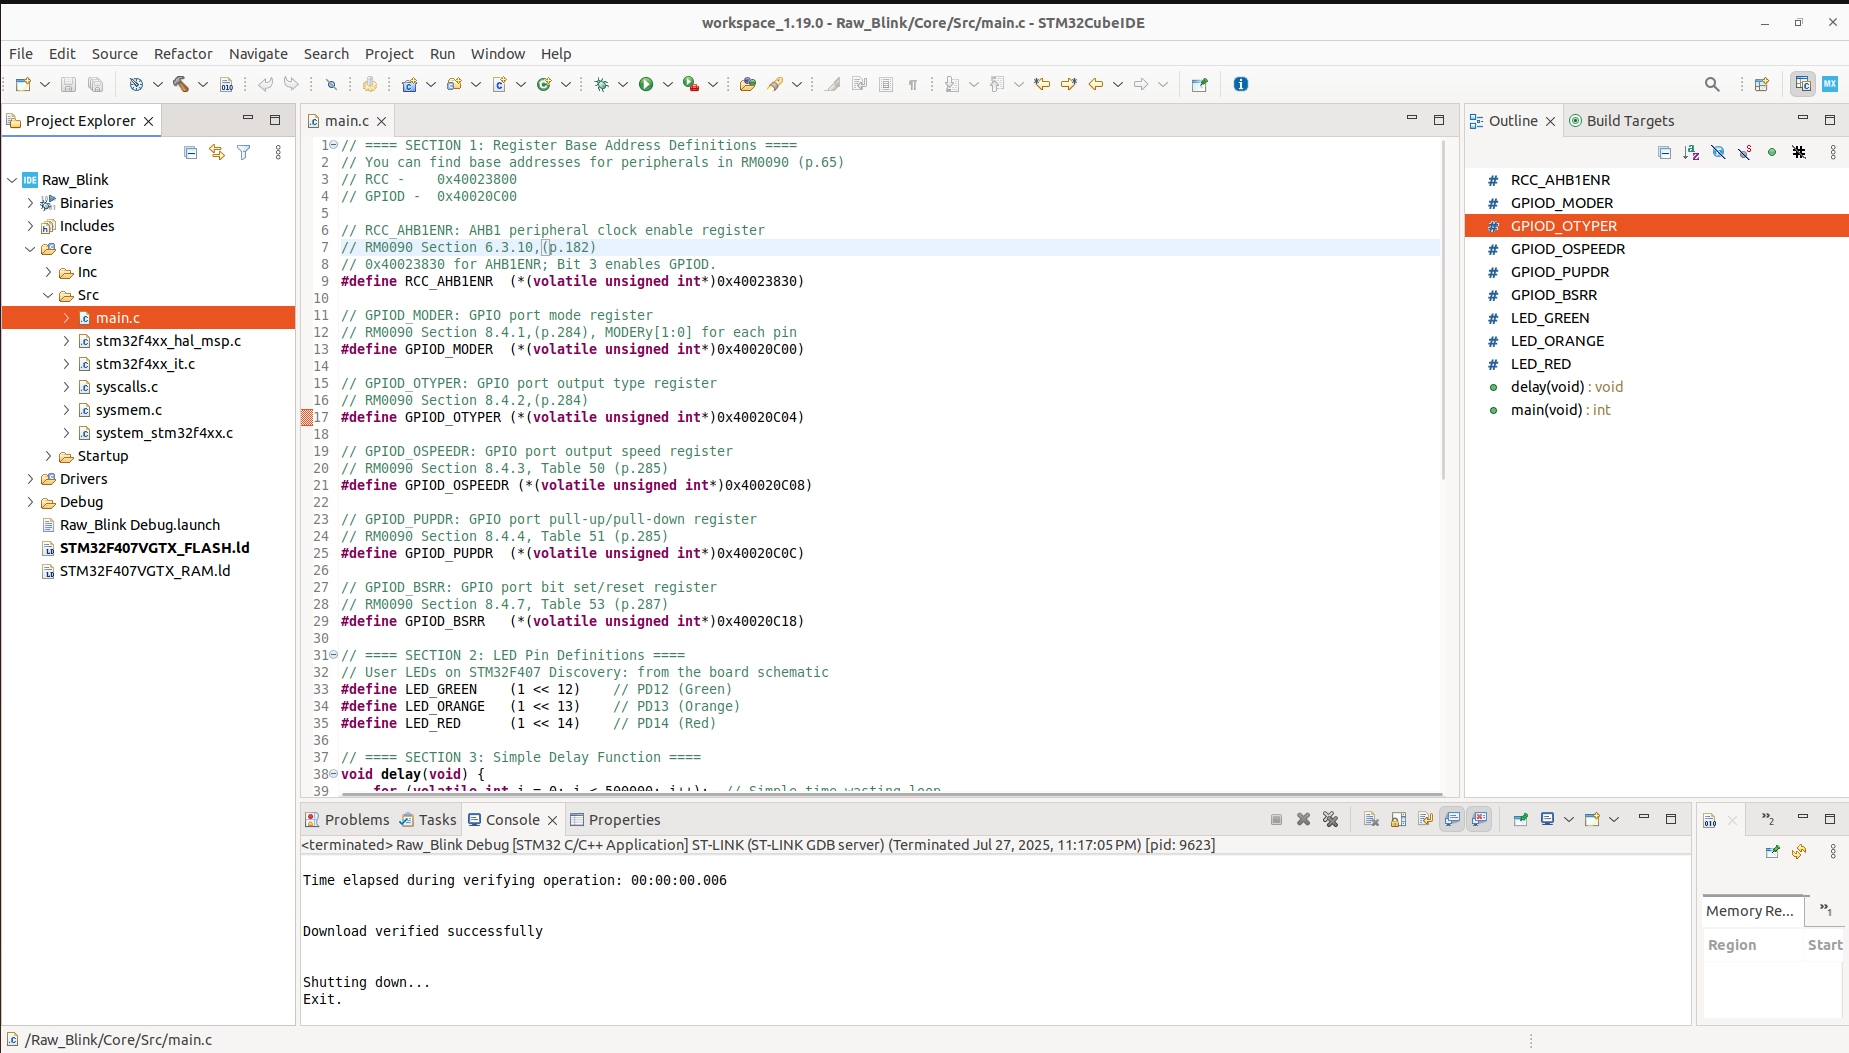 workspace_1.19.0 - Raw_Blink/Core/Src/main.c - STM32CubeIDE
File Edit Source Refactor Navigate Search Project Run Window Help
Project Explorer
Raw_Blink
Binaries
Includes
Core
Inc
Src
main.c
stm32f4xx_hal_msp.c
stm32f4xx_it.c
syscalls.c
sysmem.c
system_stm32f4xx.c
Startup
Drivers
Debug
Raw_Blink Debug.launch
STM32F407VGTX_FLASH.ld
STM32F407VGTX_RAM.ld
main.c
1 // ==== SECTION 1: Register Base Address Definitions ====
2 // You can find base addresses for peripherals in RM0090 (p.65)
3 // RCC -    0x40023800
4 // GPIOD -  0x40020C00
5
6 // RCC_AHB1ENR: AHB1 peripheral clock enable register
7 // RM0090 Section 6.3.10,(p.182)
8 // 0x40023830 for AHB1ENR; Bit 3 enables GPIOD.
9 #define RCC_AHB1ENR  (*(volatile unsigned int*)0x40023830)
10
11 // GPIOD_MODER: GPIO port mode register
12 // RM0090 Section 8.4.1,(p.284), MODERy[1:0] for each pin
13 #define GPIOD_MODER  (*(volatile unsigned int*)0x40020C00)
14
15 // GPIOD_OTYPER: GPIO port output type register
16 // RM0090 Section 8.4.2,(p.284)
17 #define GPIOD_OTYPER (*(volatile unsigned int*)0x40020C04)
18
19 // GPIOD_OSPEEDR: GPIO port output speed register
20 // RM0090 Section 8.4.3, Table 50 (p.285)
21 #define GPIOD_OSPEEDR (*(volatile unsigned int*)0x40020C08)
22
23 // GPIOD_PUPDR: GPIO port pull-up/pull-down register
24 // RM0090 Section 8.4.4, Table 51 (p.285)
25 #define GPIOD_PUPDR  (*(volatile unsigned int*)0x40020C0C)
26
27 // GPIOD_BSRR: GPIO port bit set/reset register
28 // RM0090 Section 8.4.7, Table 53 (p.287)
29 #define GPIOD_BSRR   (*(volatile unsigned int*)0x40020C18)
30
31 // ==== SECTION 2: LED Pin Definitions ====
32 // User LEDs on STM32F407 Discovery: from the board schematic
33 #define LED_GREEN    (1 << 12)    // PD12 (Green)
34 #define LED_ORANGE   (1 << 13)    // PD13 (Orange)
35 #define LED_RED      (1 << 14)    // PD14 (Red)
36
37 // ==== SECTION 3: Simple Delay Function ====
38 void delay(void) {
39     for (volatile int i = 0; i < 500000; i++);  // Simple time-wasting loop
Outline Build Targets
RCC_AHB1ENR
GPIOD_MODER
GPIOD_OTYPER
GPIOD_OSPEEDR
GPIOD_PUPDR
GPIOD_BSRR
LED_GREEN
LED_ORANGE
LED_RED
delay(void) : void
main(void) : int
Problems Tasks Console Properties
<terminated> Raw_Blink Debug [STM32 C/C++ Application] ST-LINK (ST-LINK GDB server) (Terminated Jul 27, 2025, 11:17:05 PM) [pid: 9623]
Time elapsed during verifying operation: 00:00:00.006
Download verified successfully
Shutting down...
Exit.
Memory Re...
Region Start
/Raw_Blink/Core/Src/main.c